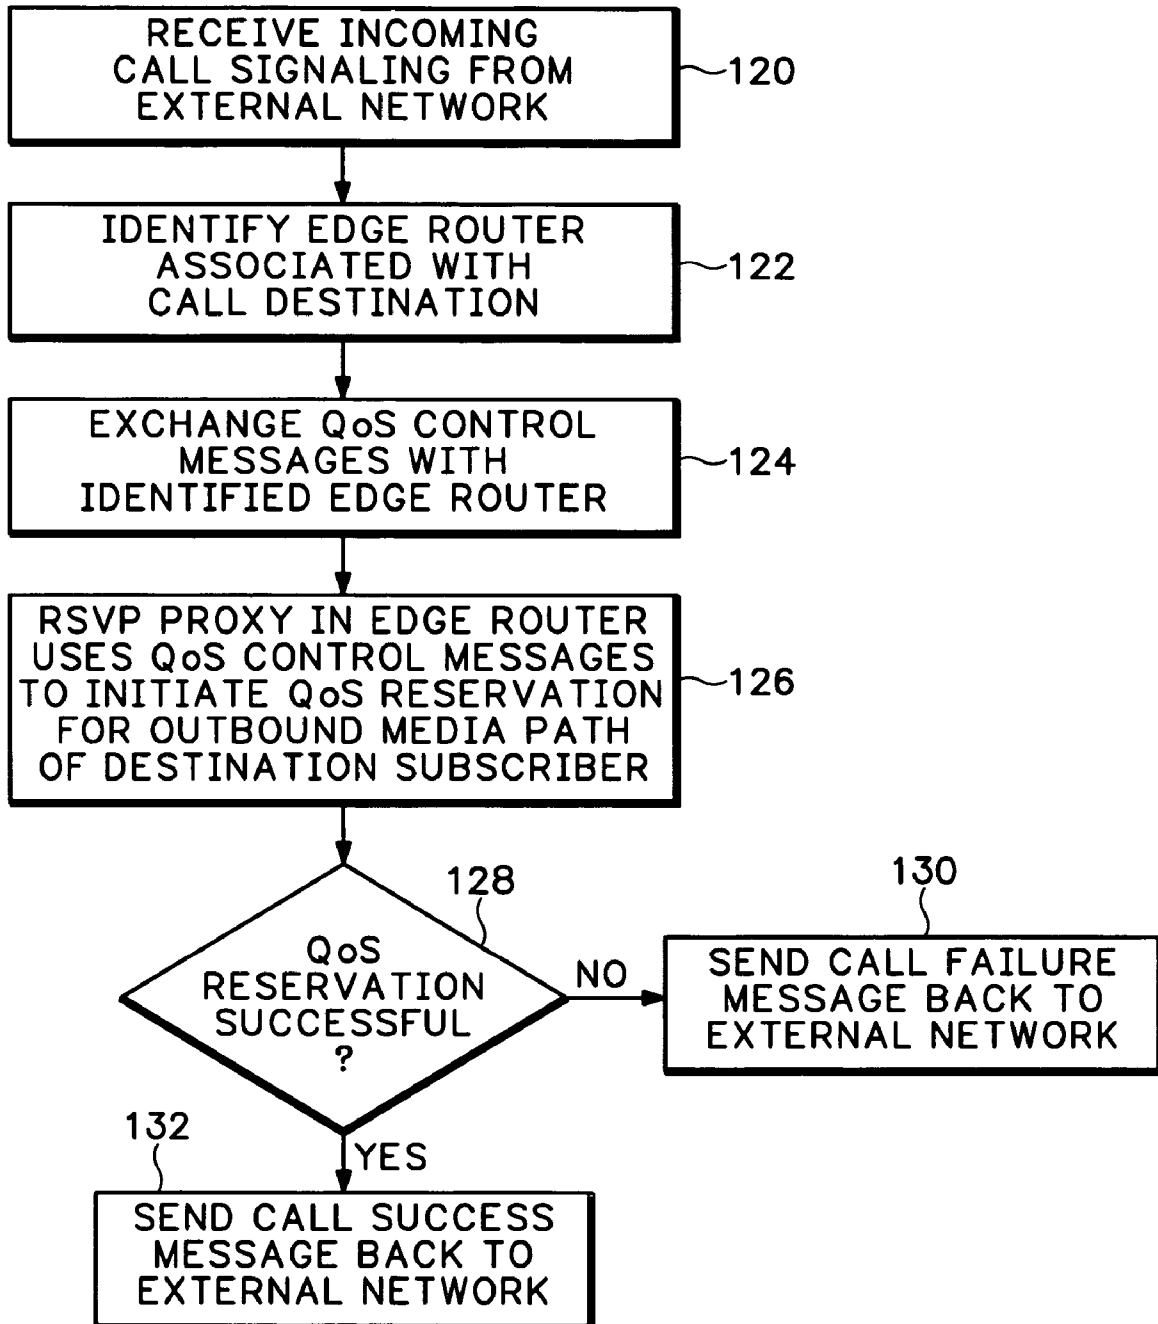 RECEIVE INCOMING
CALL SIGNALING FROM
EXTERNAL NETWORK
120
IDENTIFY EDGE ROUTER
ASSOCIATED WITH
CALL DESTINATION
122
EXCHANGE QoS CONTROL
MESSAGES WITH
IDENTIFIED EDGE ROUTER
124
RSVP PROXY IN EDGE ROUTER
USES QoS CONTROL MESSAGES
TO INITIATE QoS RESERVATION
FOR OUTBOUND MEDIA PATH
OF DESTINATION SUBSCRIBER
126
128
QoS
RESERVATION
SUCCESSFUL
?
NO
130
SEND CALL FAILURE
MESSAGE BACK TO
EXTERNAL NETWORK
YES
132
SEND CALL SUCCESS
MESSAGE BACK TO
EXTERNAL NETWORK